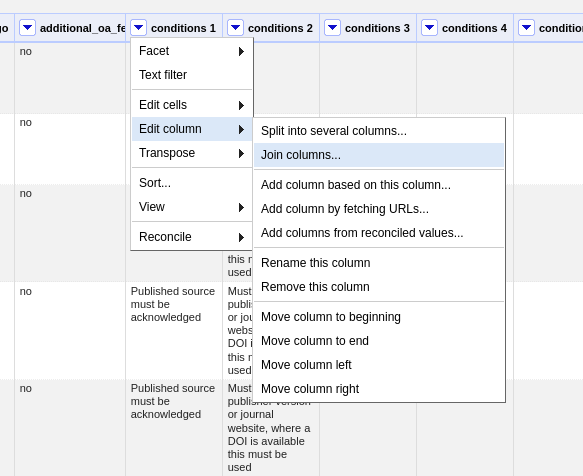 go
additional_oa_fe
conditions 1
conditions 2
conditions 3
conditions 4
condition
no
no
no
no
no
Facet
Text filter
Edit cells
Edit column
Transpose
Sort...
View
Reconcile
Split into several columns...
Join columns...
Add column based on this column...
Add column by fetching URLs...
Add columns from reconciled values...
Rename this column
Remove this column
Move column to beginning
Move column to end
Move column left
Move column right
this m
used
Published source
must be
acknowledged
Must
publis
or jou
webs
DOI i
this m
used
Published source
must be
acknowledged
Must
publisher version
or journal
website, where a
DOI is available
this must be
used